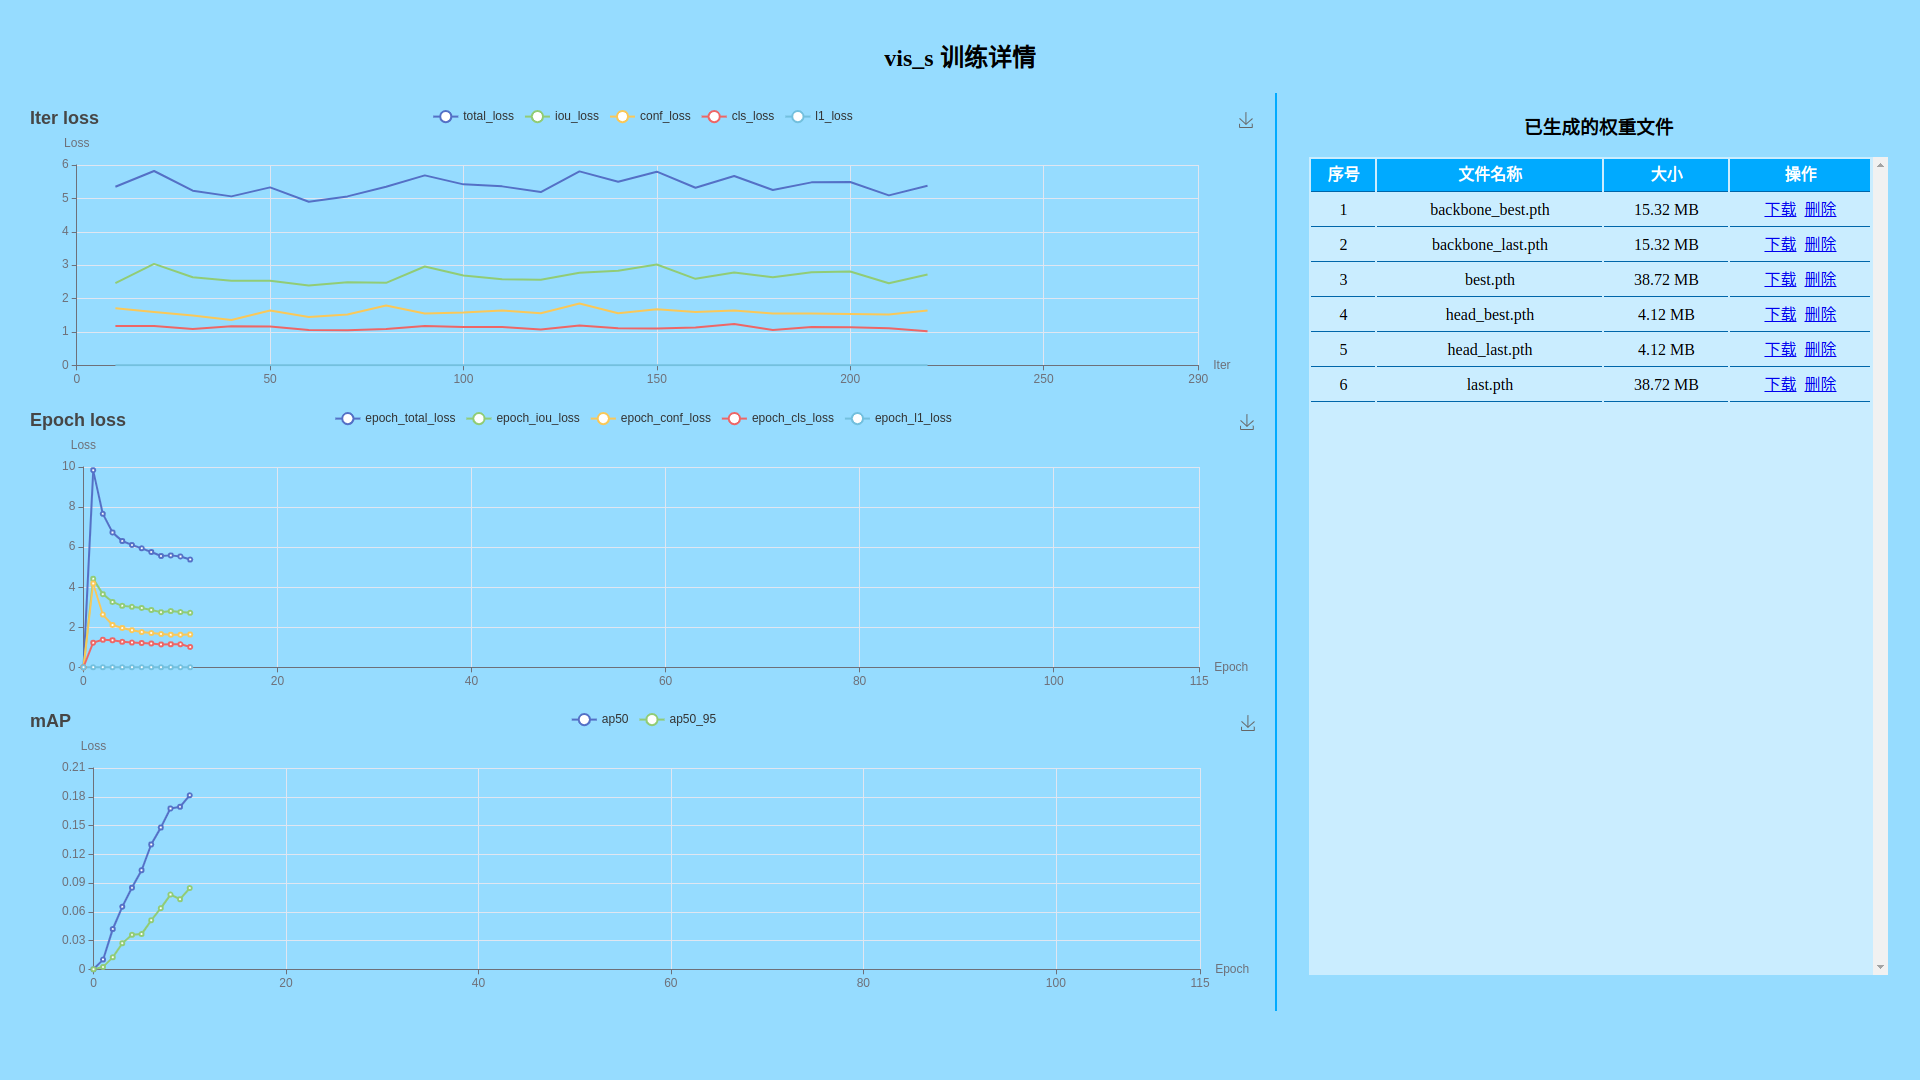 vis_s 训练详情
Iter loss
total_loss iou_loss conf_loss cls_loss l1_loss
Loss
6
5
4
3
2
1
0
0 50 100 150 200 250 290
Iter
Epoch loss
epoch_total_loss epoch_iou_loss epoch_conf_loss epoch_cls_loss epoch_l1_loss
Loss
10
8
6
4
2
0
0 20 40 60 80 100 115
Epoch
mAP
ap50 ap50_95
Loss
0.21
0.18
0.15
0.12
0.09
0.06
0.03
0
0 20 40 60 80 100 115
Epoch
已生成的权重文件
序号 文件名称 大小 操作
1 backbone_best.pth 15.32 MB 下载 删除
2 backbone_last.pth 15.32 MB 下载 删除
3 best.pth 38.72 MB 下载 删除
4 head_best.pth 4.12 MB 下载 删除
5 head_last.pth 4.12 MB 下载 删除
6 last.pth 38.72 MB 下载 删除